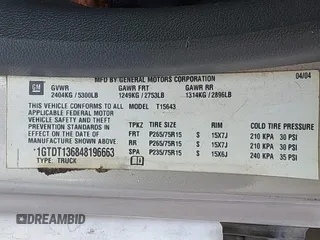 MFD BY GENERAL MOTORS CORPORATION 04/04
GM GVWR GAWR FRT GAWR RR
2404KG / 5300LB 1249KG / 2753LB 1314KG / 2896LB
THIS VEHICLE CONFORMS TO ALL MODEL T15643
APPLICABLE FEDERAL MOTOR
VEHICLE SAFETY AND BUMPER TPKZ TIRE SIZE RIM COLD TIRE PRESSURE
FRT P265/75R15 S 15X7J 210 KPA 30 PSI
RR P265/75R15 S 15X7J 210 KPA 30 PSI
SPA P235/75R15 S 15X6J 240 KPA 35 PSI
THEFT PREVENTION STANDARDS
IN EFFECT ON THE DATE OF
MANUFACTURE SHOWN ABOVE.
1GTDT136848196663
TYPE: TRUCK
DREAMBID